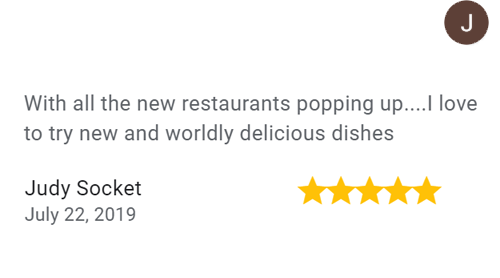 J
With all the new restaurants popping up....I love
to try new and worldly delicious dishes
Judy Socket
July 22, 2019